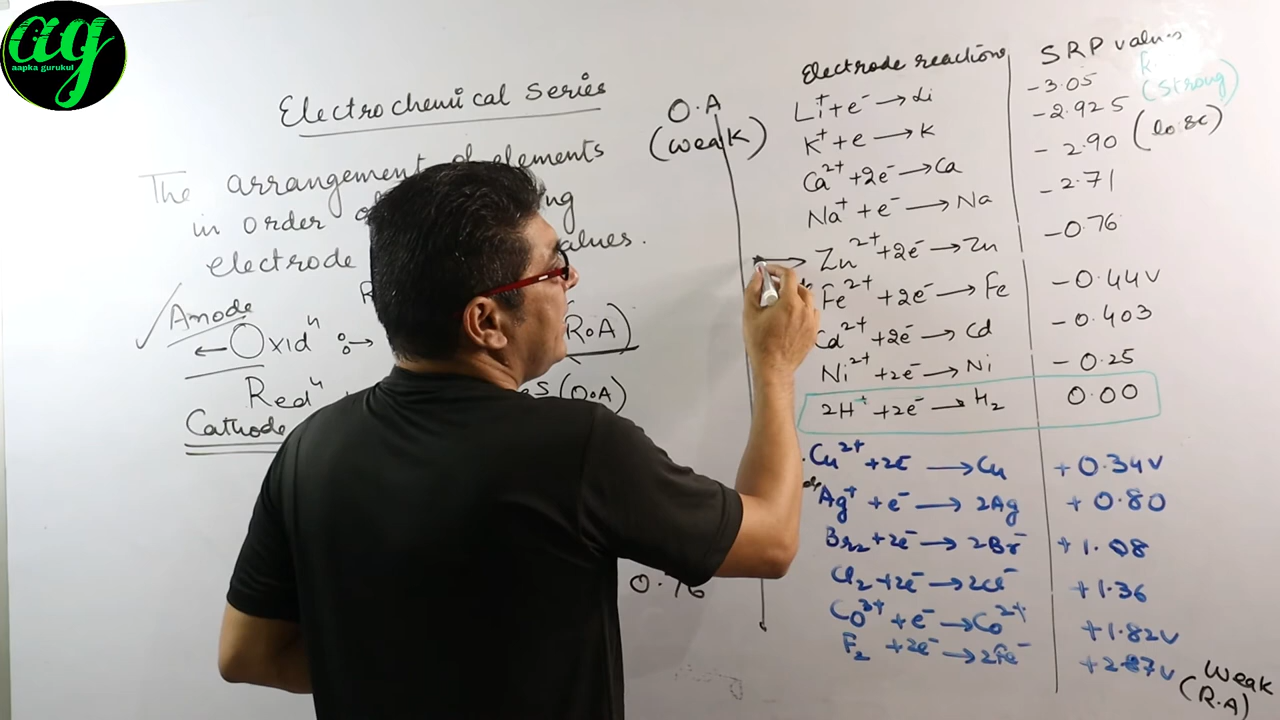 ag
aapka gurukul
Electrochemical series
The arrangement of elements
in order
electrode
Anode
← Oxidⁿ
(R.A)
Redⁿ
(O.A)
Cathode
O.A
(weak)
0.76
Electrode reactions SRP values
Li⁺+e⁻ → Li -3.05
(Strong)
K⁺+e → K -2.925
Ca²⁺+2e⁻ → Ca -2.90 (lo.se)
Na⁺+e⁻ → Na -2.71
Zn²⁺+2e⁻ → Zn -0.76
Fe²⁺+2e⁻ → Fe -0.44V
Cd²⁺+2e⁻ → Cd -0.403
Ni²⁺+2e⁻ → Ni -0.25
2H⁺+2e⁻ → H₂ 0.00
Cu²⁺+2e⁻ → Cu +0.34V
Ag⁺+e⁻ → 2Ag +0.80
Br₂+2e⁻ → 2Br⁻ +1.08
Cl₂+2e⁻ → 2Cl⁻ +1.36
Co³⁺+e⁻ → Co²⁺ +1.82V
F₂+2e⁻ → 2Fe⁻ +2.87V
Weak
(R.A)